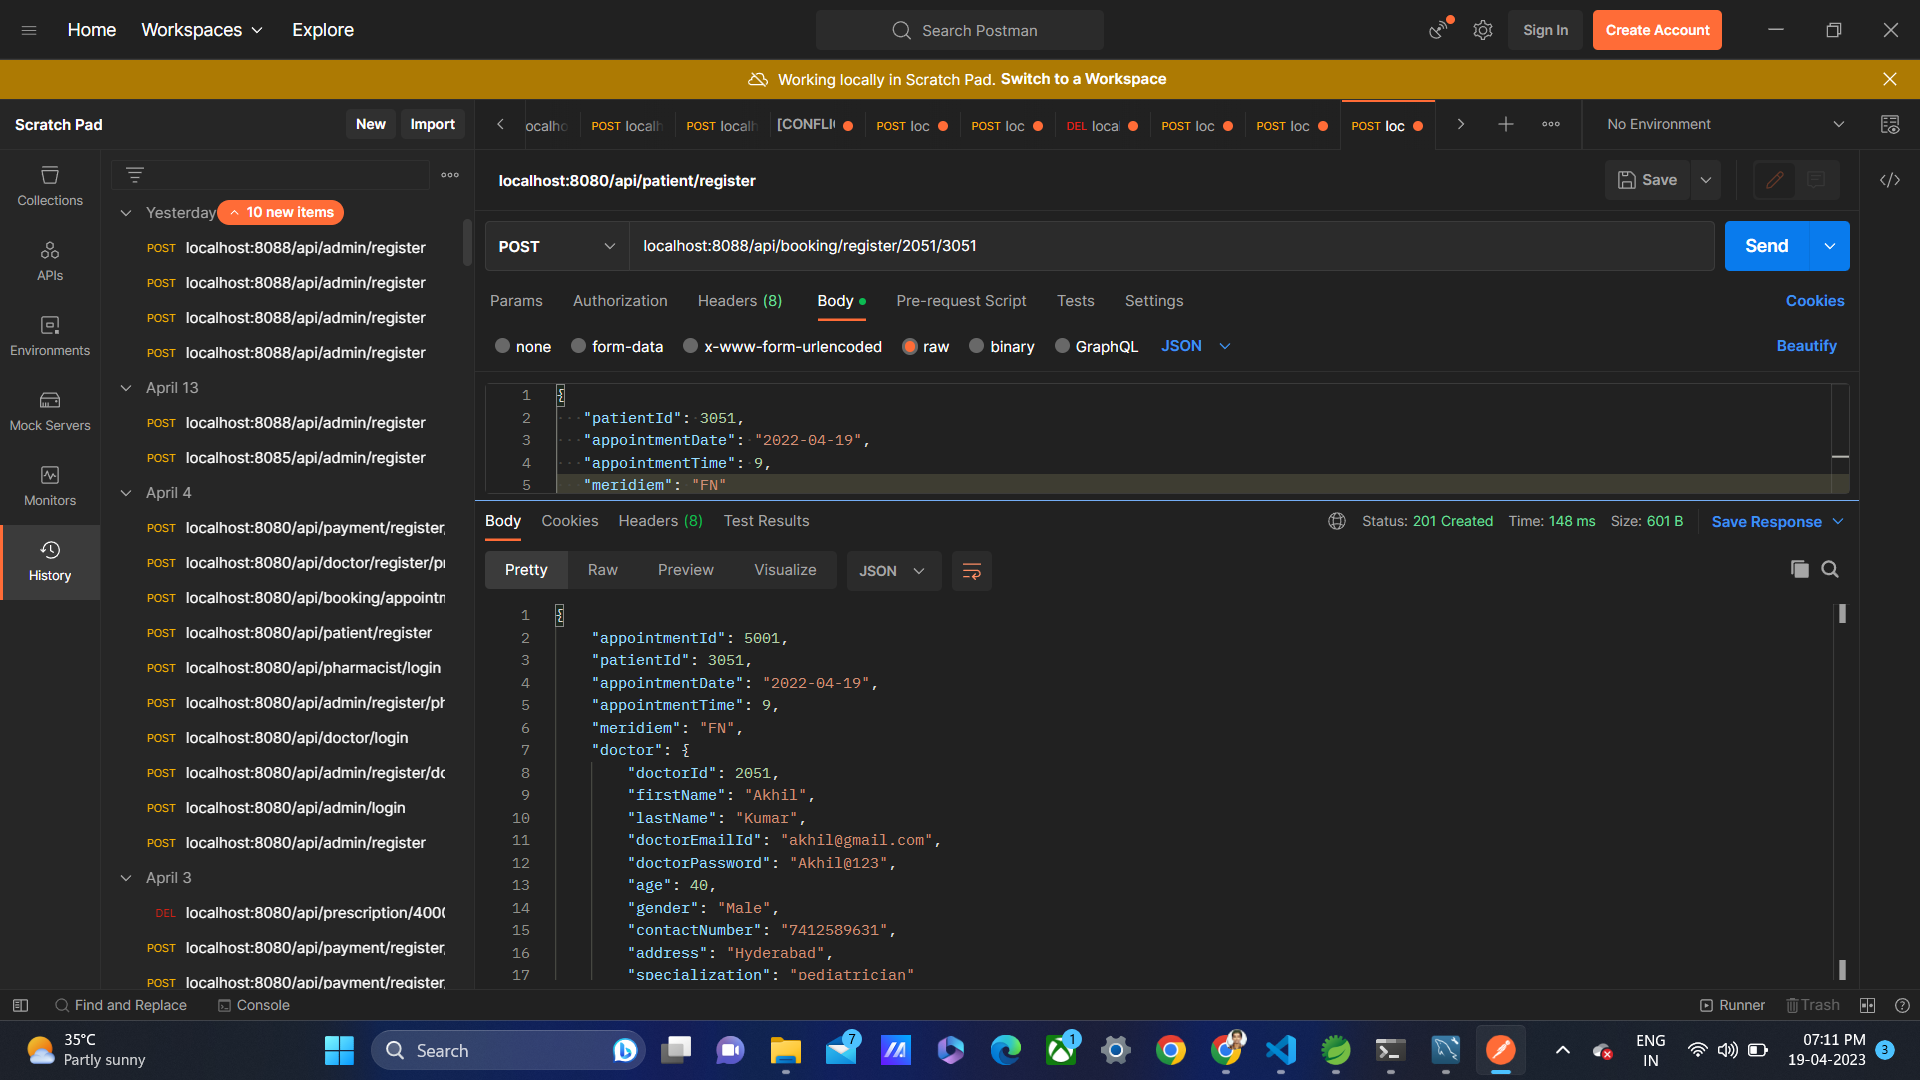 Home
Workspaces
Explore
Search Postman
Sign In
Create Account
Working locally in Scratch Pad. Switch to a Workspace
Scratch Pad
New
Import
ocalho
POST localh
POST localh
[CONFLIC
POST loc
POST loc
DEL local
POST loc
POST loc
POST loc
No Environment
Collections
APIs
Environments
Mock Servers
Monitors
History
Yesterday
10 new items
POST localhost:8088/api/admin/register
POST localhost:8088/api/admin/register
POST localhost:8088/api/admin/register
POST localhost:8088/api/admin/register
April 13
POST localhost:8088/api/admin/register
POST localhost:8085/api/admin/register
April 4
POST localhost:8080/api/payment/register,
POST localhost:8080/api/doctor/register/pr
POST localhost:8080/api/booking/appointm
POST localhost:8080/api/patient/register
POST localhost:8080/api/pharmacist/login
POST localhost:8080/api/admin/register/ph
POST localhost:8080/api/doctor/login
POST localhost:8080/api/admin/register/do
POST localhost:8080/api/admin/login
POST localhost:8080/api/admin/register
April 3
DEL localhost:8080/api/prescription/4000
POST localhost:8080/api/payment/register,
POST localhost:8080/api/payment/register,
localhost:8080/api/patient/register
Save
POST
localhost:8088/api/booking/register/2051/3051
Send
Params
Authorization
Headers (8)
Body
Pre-request Script
Tests
Settings
Cookies
none
form-data
x-www-form-urlencoded
raw
binary
GraphQL
JSON
Beautify
1 {
2 "patientId": 3051,
3 "appointmentDate": "2022-04-19",
4 "appointmentTime": 9,
5 "meridiem": "FN"
Body
Cookies
Headers (8)
Test Results
Status: 201 Created
Time: 148 ms
Size: 601 B
Save Response
Pretty
Raw
Preview
Visualize
JSON
1 {
2 "appointmentId": 5001,
3 "patientId": 3051,
4 "appointmentDate": "2022-04-19",
5 "appointmentTime": 9,
6 "meridiem": "FN",
7 "doctor": {
8 "doctorId": 2051,
9 "firstName": "Akhil",
10 "lastName": "Kumar",
11 "doctorEmailId": "akhil@gmail.com",
12 "doctorPassword": "Akhil@123",
13 "age": 40,
14 "gender": "Male",
15 "contactNumber": "7412589631",
16 "address": "Hyderabad",
17 "specialization": "pediatrician"
Find and Replace
Console
Runner
Trash
35°C
Partly sunny
Search
7
1
ENG
IN
07:11 PM
19-04-2023
3